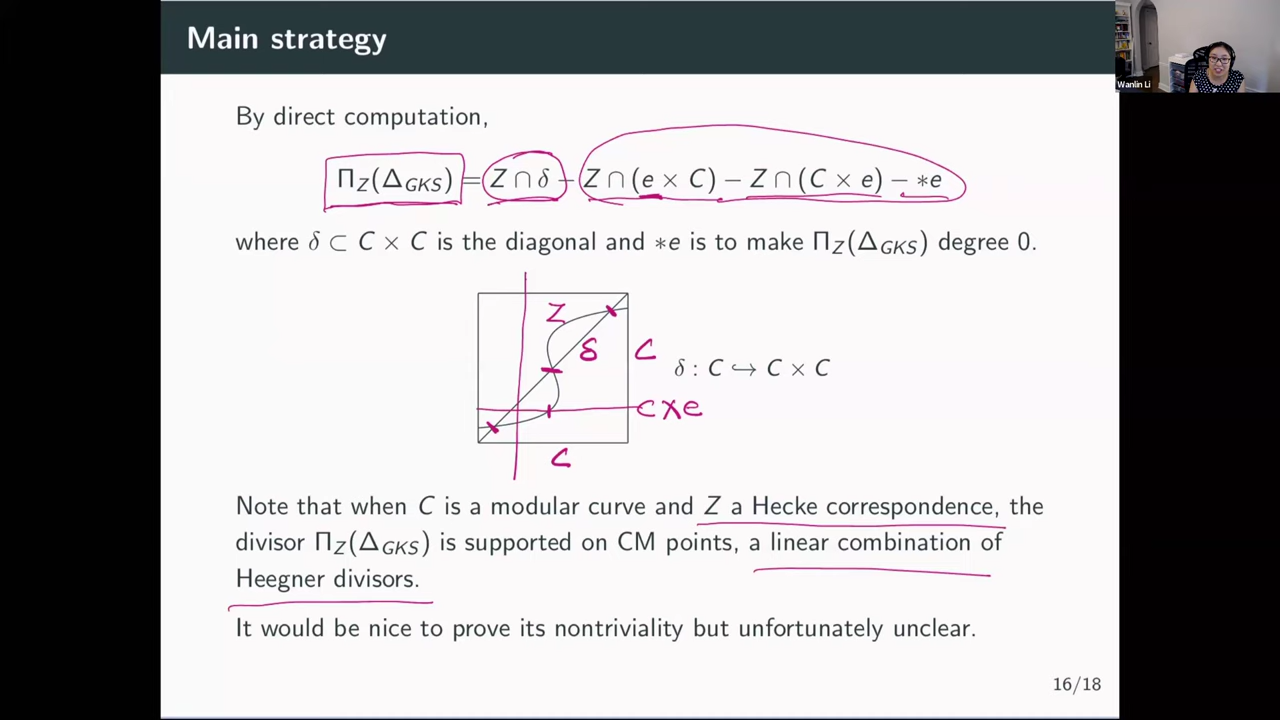 Main strategy
Wanlin Li
By direct computation,
Π_Z(Δ_GKS) = Z ∩ δ − Z ∩ (e × C) − Z ∩ (C × e) − ∗e
where δ ⊂ C × C is the diagonal and ∗e is to make Π_Z(Δ_GKS) degree 0.
Z
δ
C
δ : C ↪ C × C
C×e
C
Note that when C is a modular curve and Z a Hecke correspondence, the
divisor Π_Z(Δ_GKS) is supported on CM points, a linear combination of
Heegner divisors.
It would be nice to prove its nontriviality but unfortunately unclear.
16/18